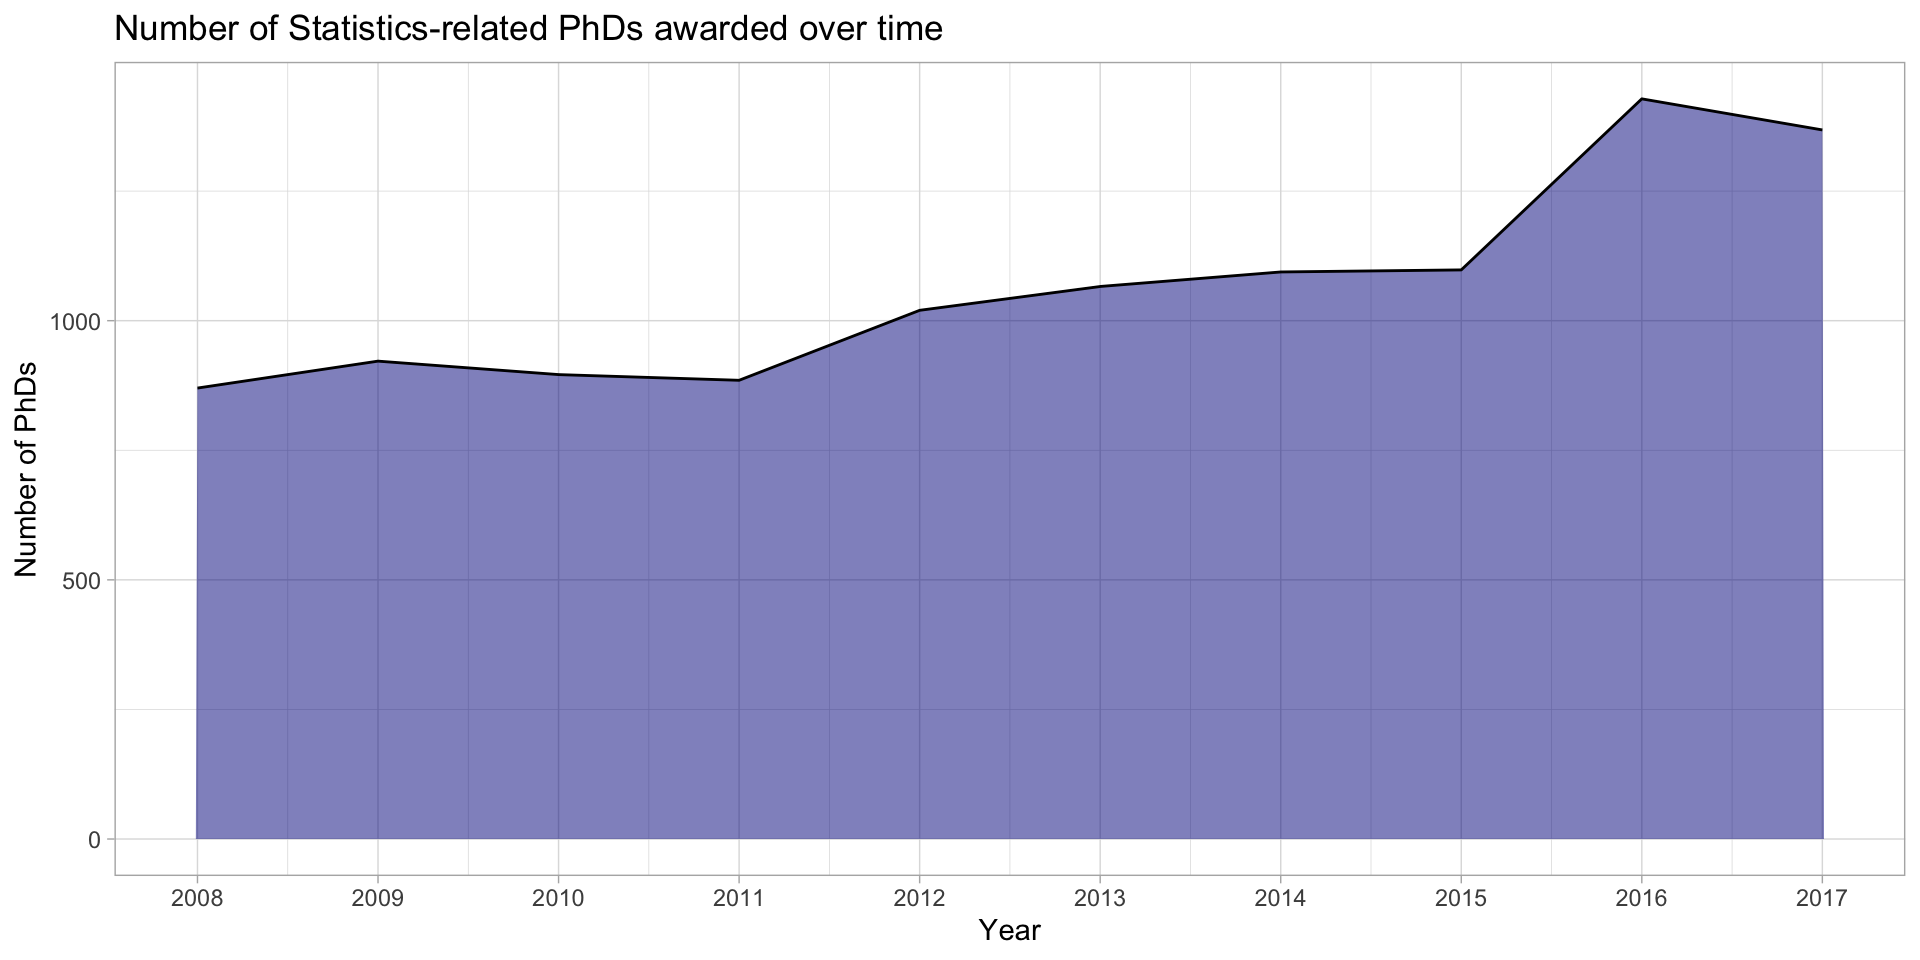 Number of Statistics-related PhDs awarded over time
Number of PhDs
1000
500
0
2008 2009 2010 2011 2012 2013 2014 2015 2016 2017
Year